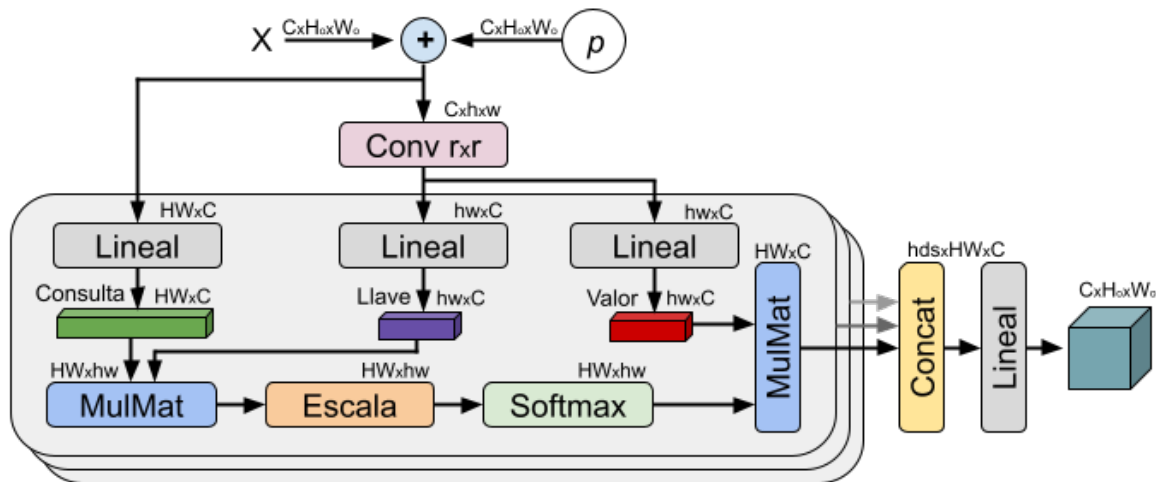 X
CxHₒxWₒ
+
CxHₒxWₒ
p
Cxhxw
Conv rxr
HWxC
Lineal
hwxC
Lineal
hwxC
Lineal
Consulta
HWxC
Llave
hwxC
Valor
hwxC
HWxC
MulMat
HWxhw
MulMat
HWxhw
Escala
HWxhw
Softmax
hdsxHWxC
Concat
Lineal
CxHₒxWₒ